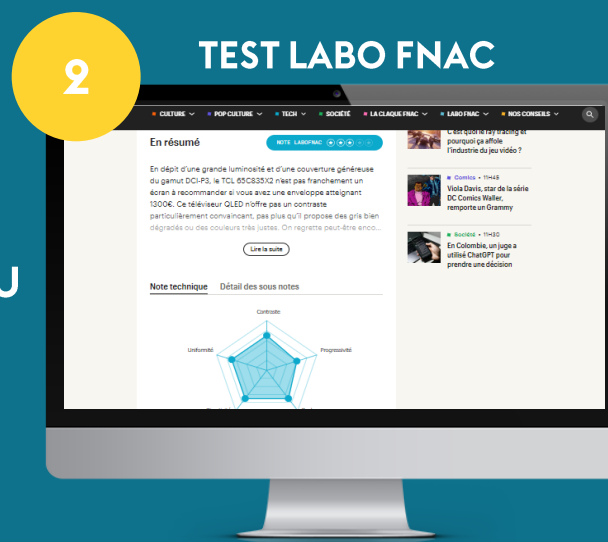 2
TEST LABO FNAC
U
CULTURE
POP CULTURE
TECH
SOCIÉTÉ
LA CLAQUE FNAC
LABO FNAC
NOS CONSEILS
En résumé
NOTE LABOFNAC
En dépit d'une grande luminosité et d'une couverture généreuse
du gamut DCI-P3, le TCL 65C835X2 n'est pas franchement un
écran à recommander si vous avez une enveloppe atteignant
1300€. Ce téléviseur QLED n'offre pas un contraste
particulièrement convaincant, pas plus qu'il propose des gris bien
dégradés ou des couleurs très justes. On regrette peut-être enco...
Lire la suite
Note technique
Détail des sous notes
Contraste
Uniformité
Progressivité
C'est quoi le ray tracing et
pourquoi ça affole
l'industrie du jeu vidéo ?
Comics • 11H45
Viola Davis, star de la série
DC Comics Waller,
remporte un Grammy
Société • 11H30
En Colombie, un juge a
utilisé ChatGPT pour
prendre une décision